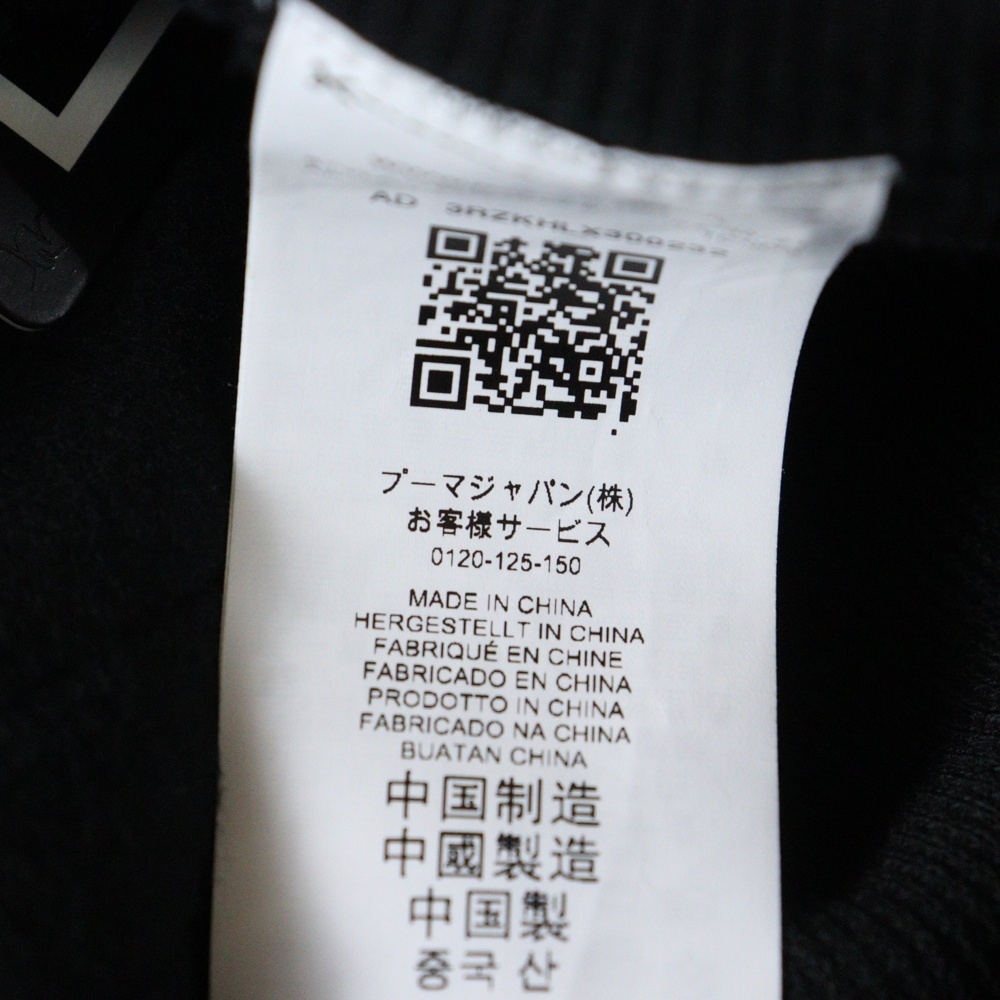 AD 3RZKHLX300232
プーマジャパン(株)
お客様サービス
0120-125-150
MADE IN CHINA
HERGESTELLT IN CHINA
FABRIQUÉ EN CHINE
FABRICADO EN CHINA
PRODOTTO IN CHINA
FABRICADO NA CHINA
BUATAN CHINA
中国制造
中國製造
中国製
중국 산